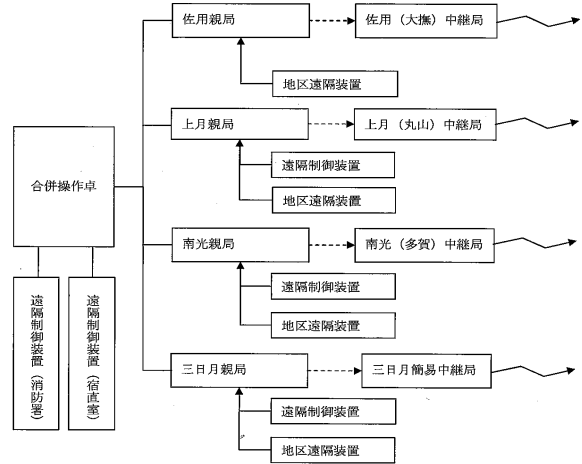 佐用親局
佐用（大撫）中継局
地区遠隔装置
上月親局
上月（丸山）中継局
遠隔制御装置
地区遠隔装置
合併操作卓
遠隔制御装置（消防署）
遠隔制御装置（宿直室）
南光親局
南光（多賀）中継局
遠隔制御装置
地区遠隔装置
三日月親局
三日月簡易中継局
遠隔制御装置
地区遠隔装置